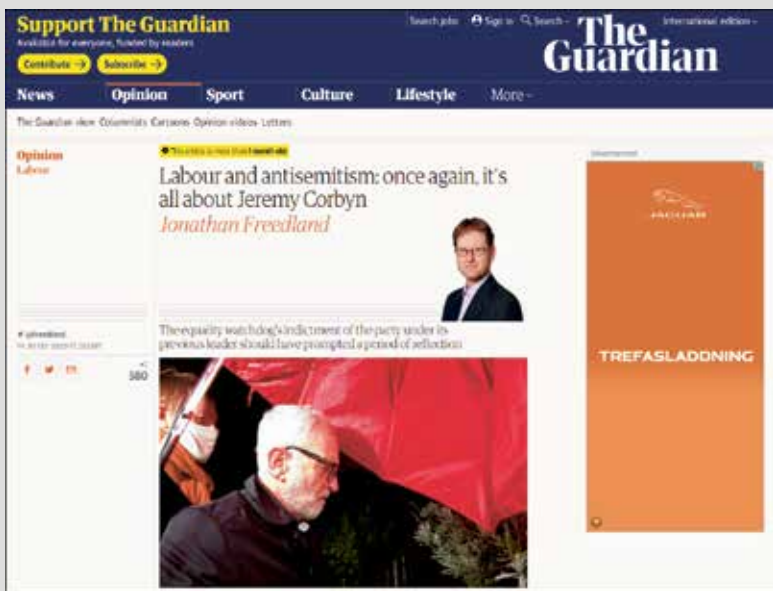 Support The Guardian
Available for everyone, funded by readers
Contribute →
Subscribe →
Search jobs
Sign in
Search
International edition
The Guardian
News
Opinion
Sport
Culture
Lifestyle
More
The Guardian view Columnists Cartoons Opinion videos Letters
Opinion
Labour
This article is more than 1 month old
Labour and antisemitism: once again, it's
all about Jeremy Corbyn
Jonathan Freedland
The equality watchdog's indictment of the party under its
previous leader should have prompted a period of reflection
580
Advertisement
JAGUAR
TREFASLADDNING